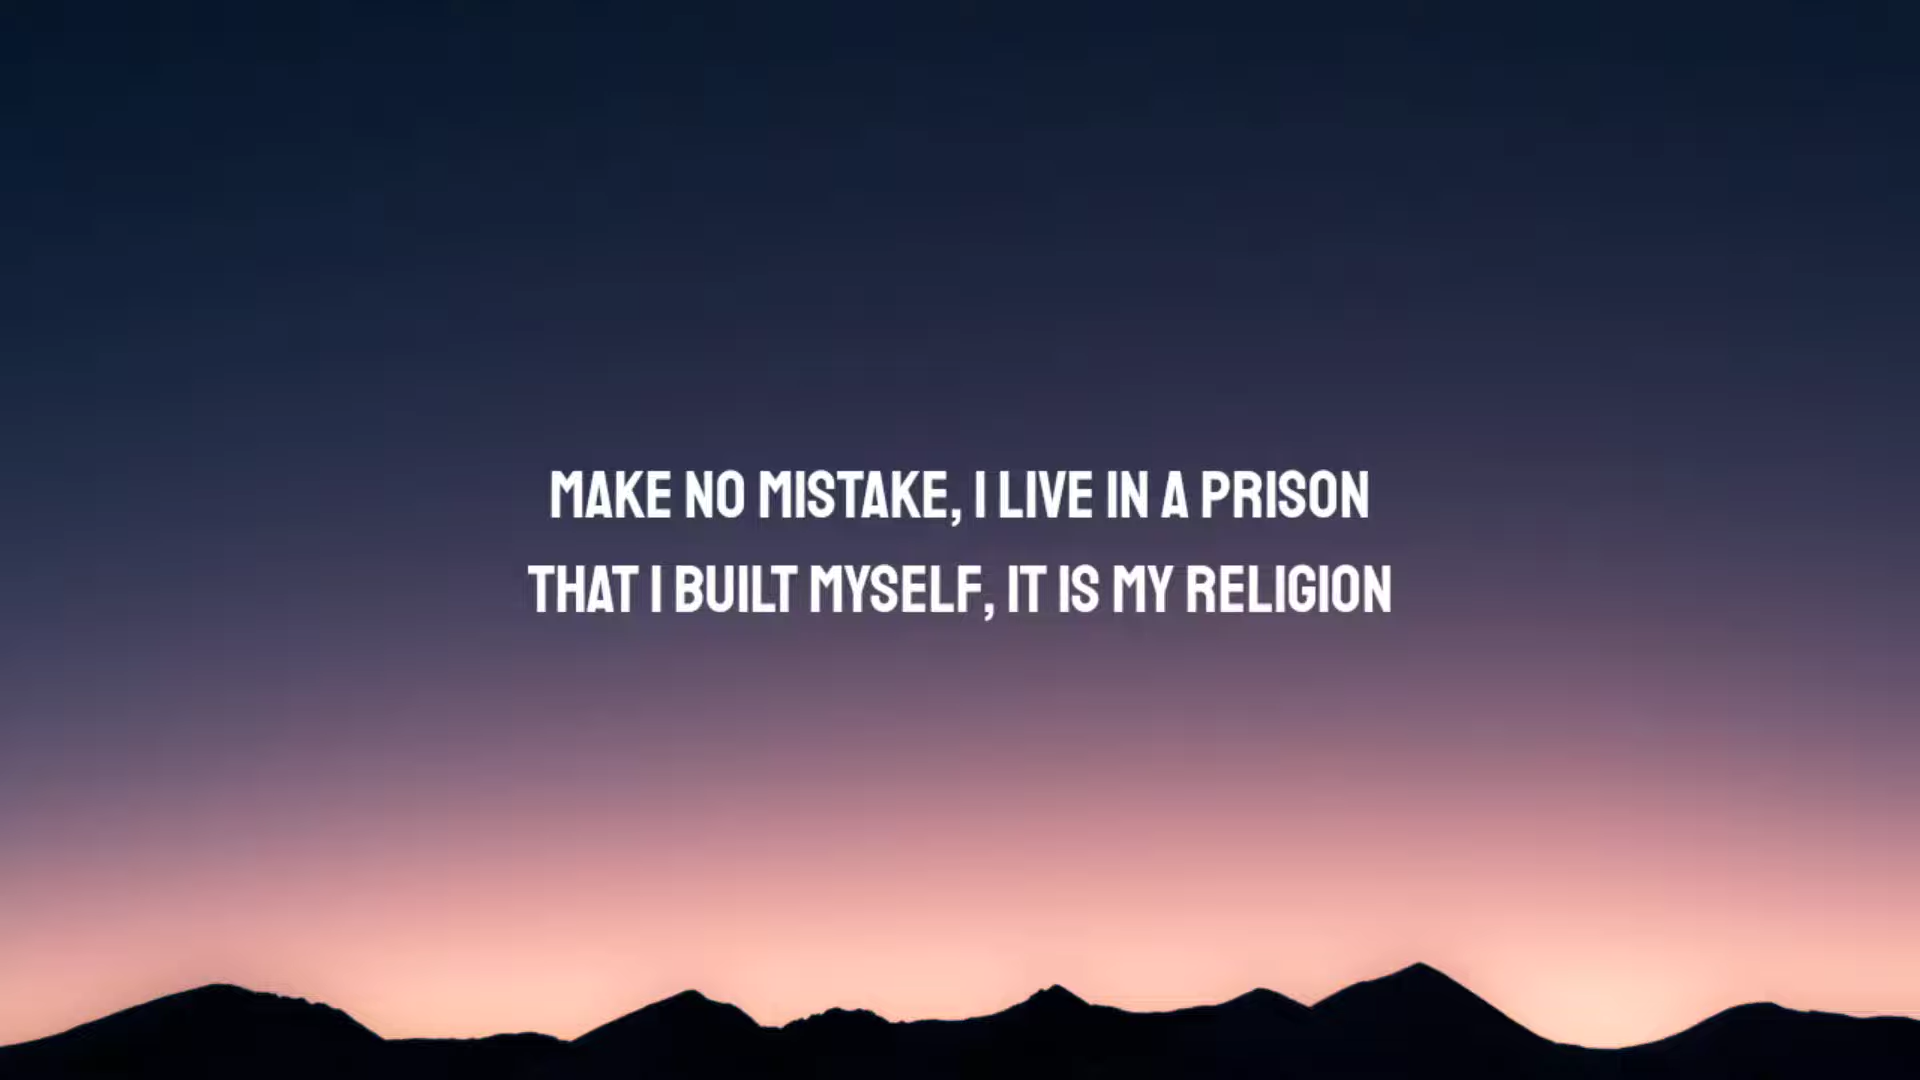 MAKE NO MISTAKE, I LIVE IN A PRISON
THAT I BUILT MYSELF, IT IS MY RELIGION